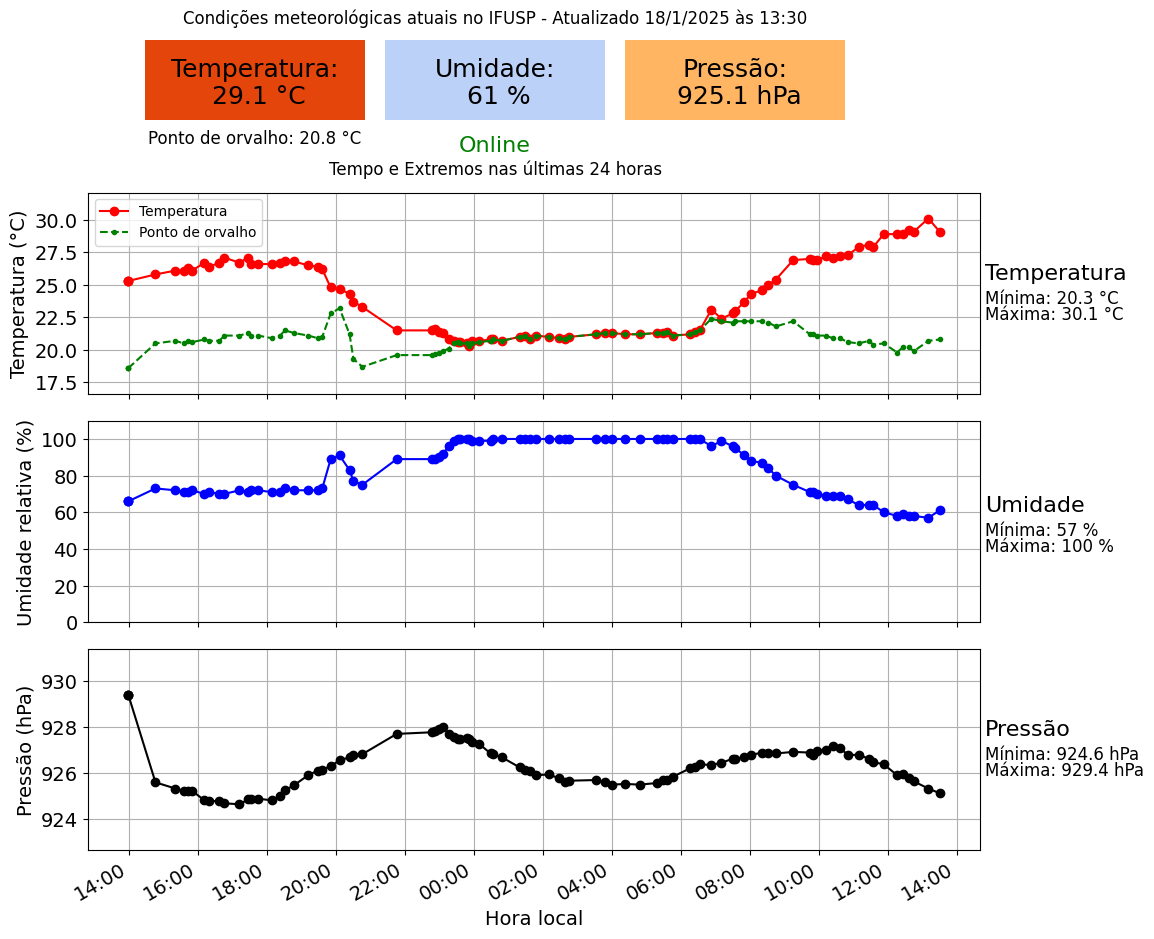 Condições meteorológicas atuais no IFUSP - Atualizado 18/1/2025 às 13:30
Temperatura:
29.1 °C
Umidade:
61 %
Pressão:
925.1 hPa
Ponto de orvalho: 20.8 °C
Online
Tempo e Extremos nas últimas 24 horas
Temperatura (°C)
30.0
27.5
25.0
22.5
20.0
17.5
Temperatura
Ponto de orvalho
Temperatura
Mínima: 20.3 °C
Máxima: 30.1 °C
Umidade relativa (%)
100
80
60
40
20
0
Umidade
Mínima: 57 %
Máxima: 100 %
Pressão (hPa)
930
928
926
924
Pressão
Mínima: 924.6 hPa
Máxima: 929.4 hPa
14:00 16:00 18:00 20:00 22:00 00:00 02:00 04:00 06:00 08:00 10:00 12:00 14:00
Hora local